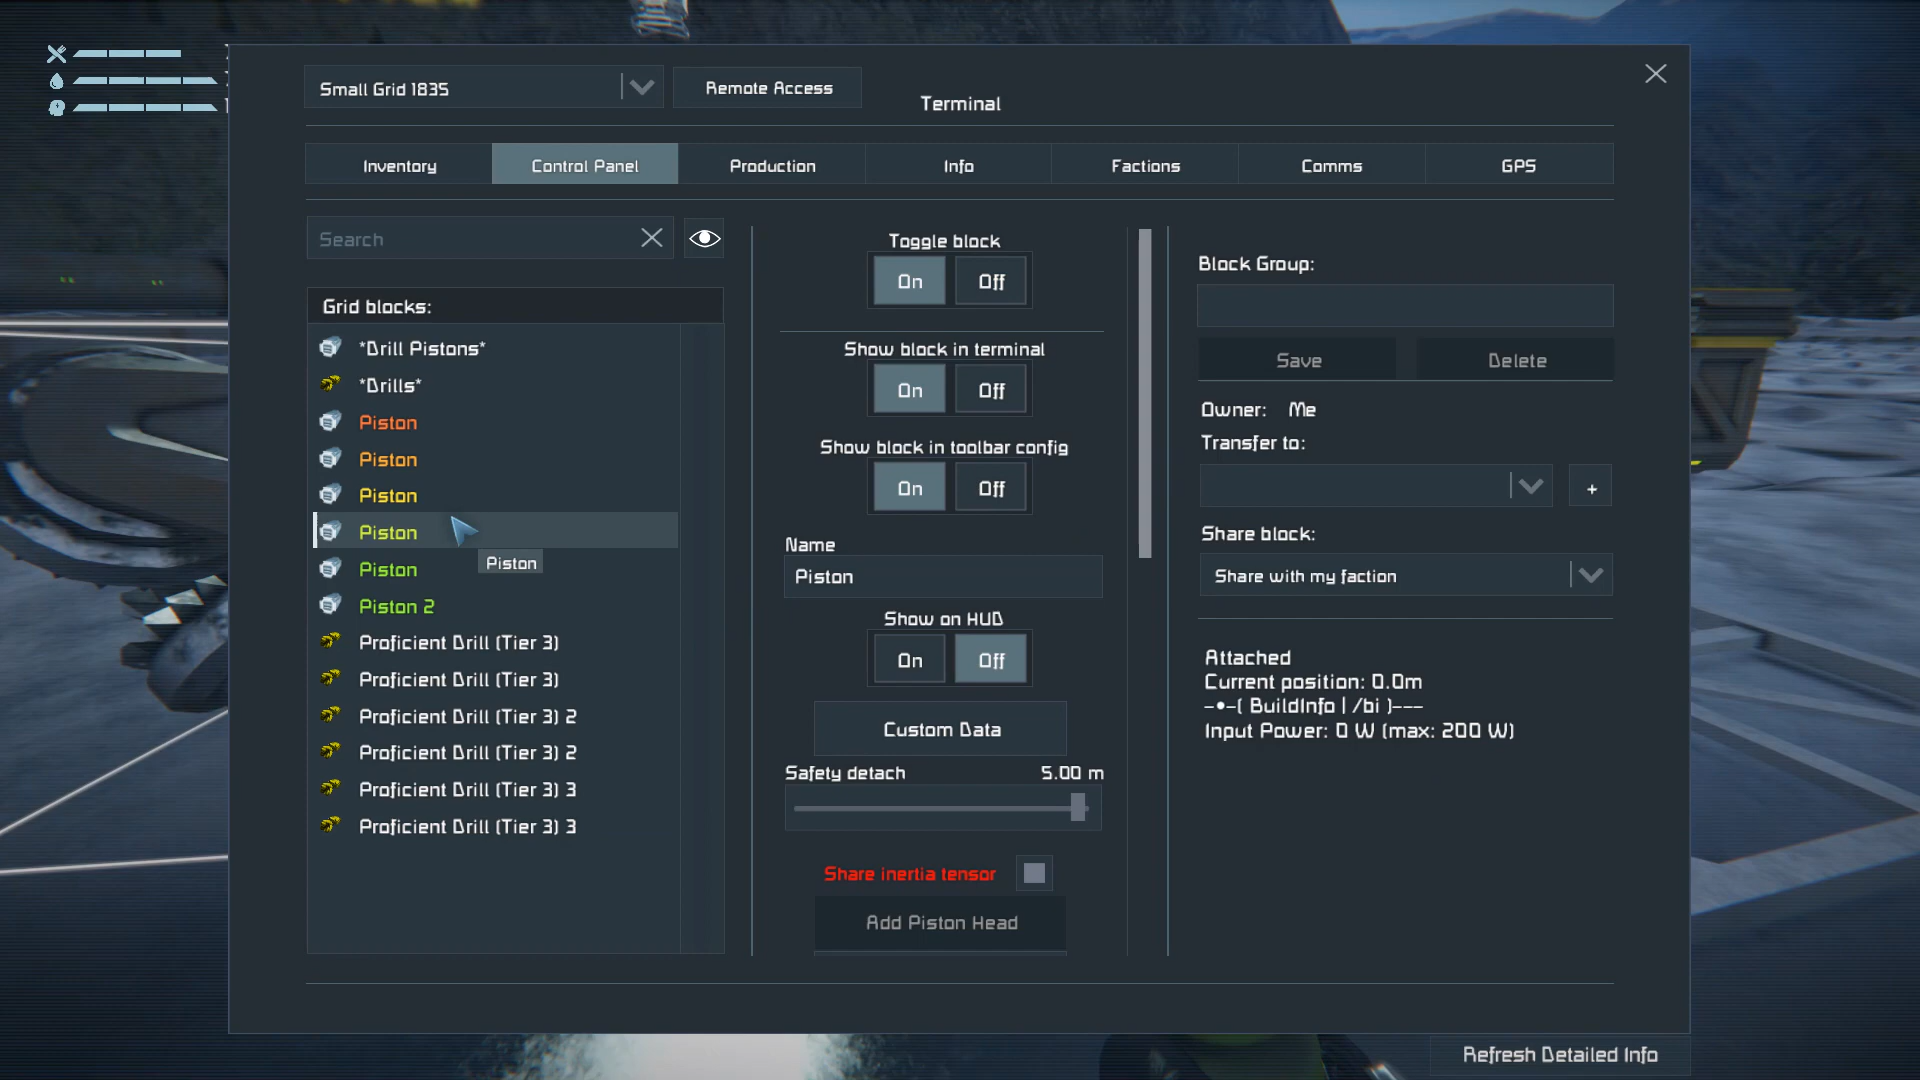 Small Grid 1835
Remote Access
Terminal
Inventory
Control Panel
Production
Info
Factions
Comms
GPS
Search
Grid blocks:
*Drill Pistons*
*Drills*
Piston
Piston
Piston
Piston
Piston
Piston
Piston 2
Proficient Drill (Tier 3)
Proficient Drill (Tier 3)
Proficient Drill (Tier 3) 2
Proficient Drill (Tier 3) 2
Proficient Drill (Tier 3) 3
Proficient Drill (Tier 3) 3
Toggle block
On
Off
Show block in terminal
On
Off
Show block in toolbar config
On
Off
Name
Piston
Show on HUD
On
Off
Custom Data
Safety detach 5.00 m
Share inertia tensor
Add Piston Head
Block Group:
Save
Delete
Owner: Me
Transfer to:
+
Share block:
Share with my faction
Attached
Current position: 0.0m
-•-( BuildInfo | /bi )---
Input Power: 0 W (max: 200 W)
Refresh Detailed Info